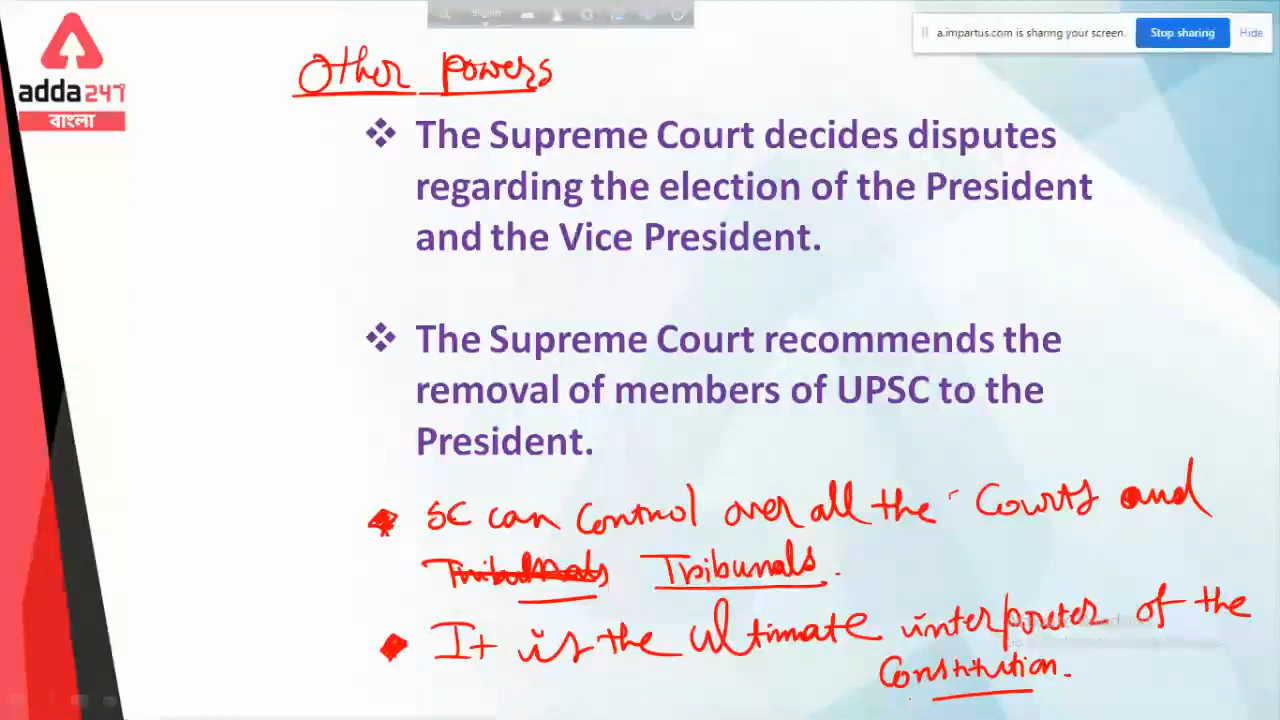 English
a.impartus.com is sharing your screen.
Stop sharing
Hide
adda247
বাংলা
Other powers
❖ The Supreme Court decides disputes
regarding the election of the President
and the Vice President.
❖ The Supreme Court recommends the
removal of members of UPSC to the
President.
SC can control over all the Courts and
Tribunals Tribunals.
It is the ultimate interpreter of the
Constitution.